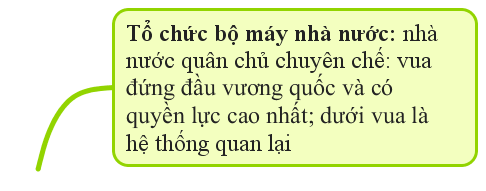 Tổ chức bộ máy nhà nước: nhà
nước quân chủ chuyên chế: vua
đứng đầu vương quốc và có
quyền lực cao nhất; dưới vua là
hệ thống quan lại